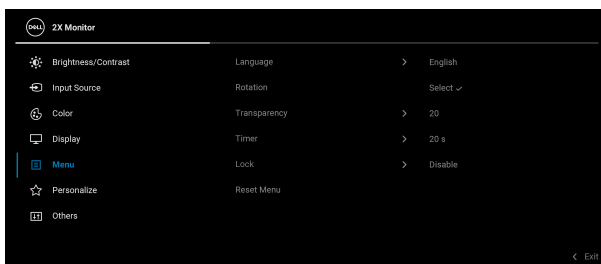 DELL 2X Monitor
Brightness/Contrast Language > English
Input Source Rotation Select ✓
Color Transparency > 20
Display Timer > 20 s
Menu Lock > Disable
Personalize Reset Menu
Others
< Exit